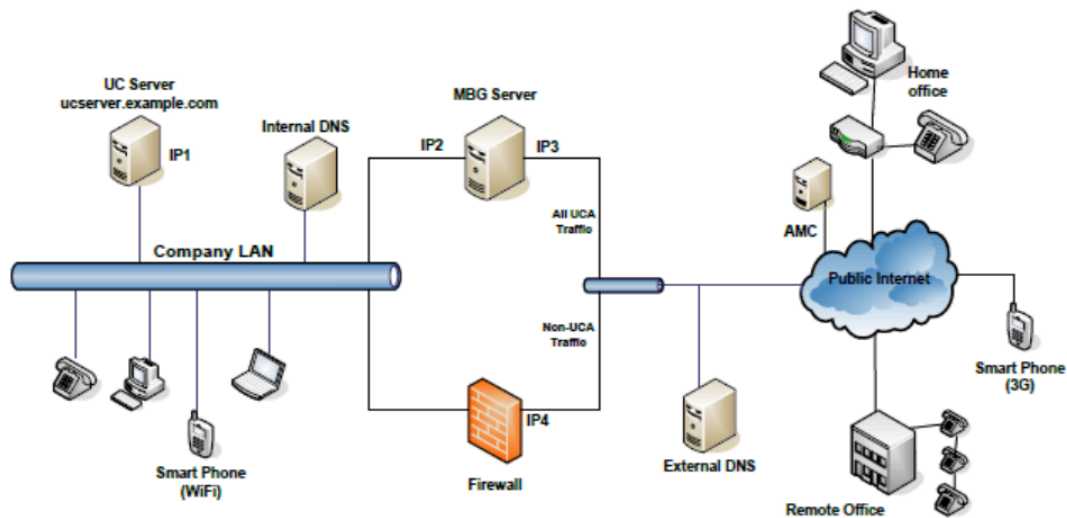 UC Server
ucserver.example.com
IP1
Internal DNS
MBG Server
IP2
IP3
Home
office
AMC
All UCA
Traffic
Company LAN
Public Internet
Non-UCA
Traffic
Smart Phone
(3G)
IP4
Smart Phone
(WiFi)
Firewall
External DNS
Remote Office